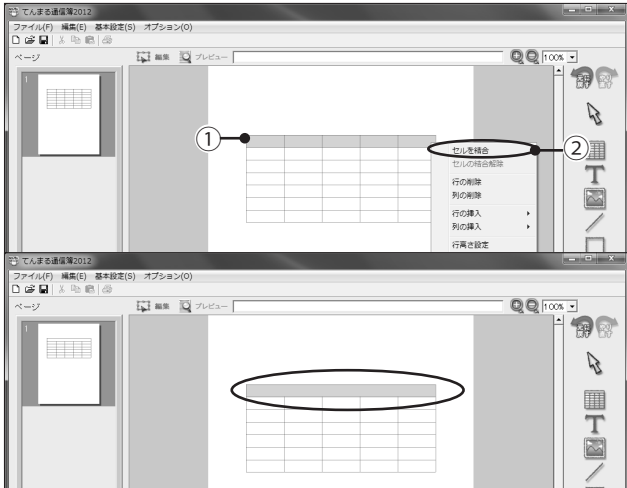 てんまる通信簿2012
ファイル(F) 編集(E) 基本設定(S) オプション(O)
ページ 編集 プレビュー 100%
1
① ②
セルを結合
セルの結合解除
行の削除
列の削除
行の挿入
列の挿入
行高さ設定
T
てんまる通信簿2012
ファイル(F) 編集(E) 基本設定(S) オプション(O)
ページ 編集 プレビュー 100%
1
T